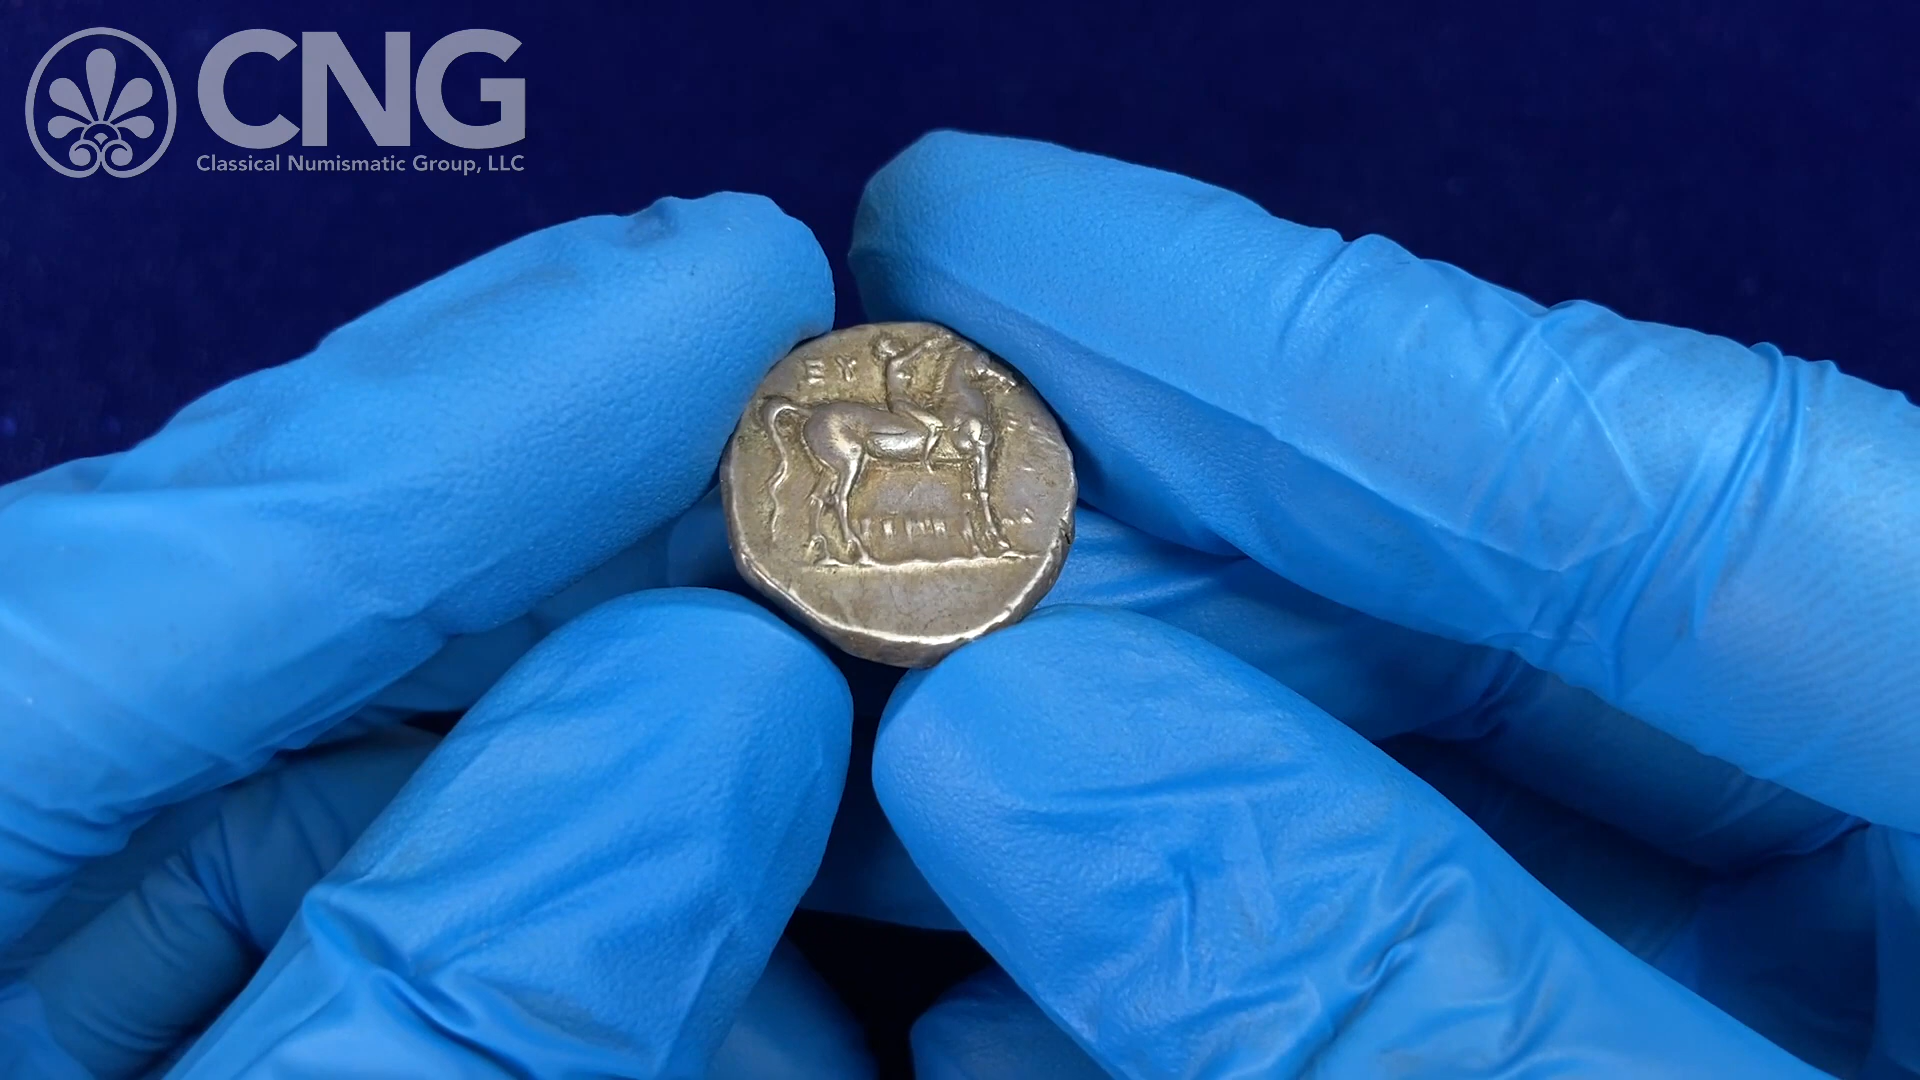 CNG
Classical Numismatic Group, LLC
ΕΥ